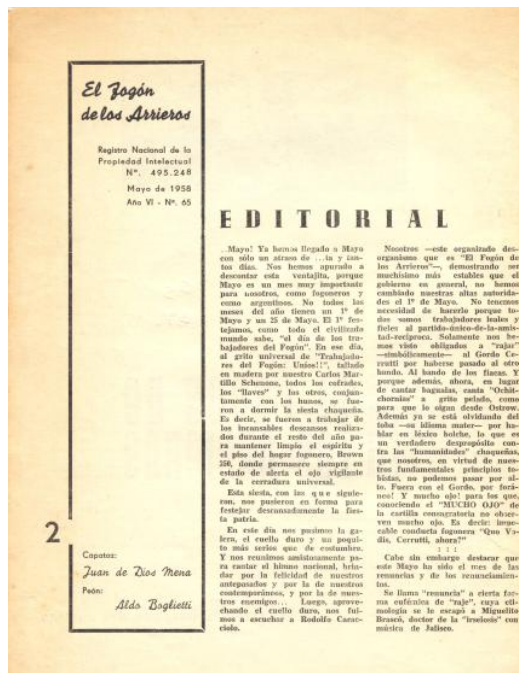 El Fogón
de los Arrieros
Registro Nacional de la
Propiedad Intelectual
Nº. 495.248
Mayo de 1958
Año VI - Nº. 65
2
Capataz:
Juan de Dios Mena
Peón:
Aldo Boglietti
EDITORIAL
..Mayo! Ya hemos llegado a Mayo
con sólo un atraso de ...ta y tan-
tos días. Nos hemos apurado a
descontar esta ventajita, porque
Mayo es un mes muy importante
para nosotros, como fogoneros y
como argentinos. No todos los
meses del año tienen un 1º de
Mayo y un 25 de Mayo. El 1º fes-
tejamos, como todo el civilizado
mundo sabe, "el día de los tra-
bajadores del Fogón". En ese día,
al grito universal de "Trabajado-
res del Fogón: Uníos!!", tallado
en madera por nuestro Carlos Mar-
tillo Schenone, todos los cofrades,
los "llaves" y los otros, conjun-
tamente con los hunos, se fue-
ron a dormir la siesta chaqueña.
Es decir, se fueron a trabajar de
los incansables descansos realiza-
dos durante el resto del año pa-
ra mantener limpio el espíritu y
el piso del hogar fogonero, Brown
350, donde permanece siempre en
estado de alerta el ojo vigilante
de la cerradura universal.
Esta siesta, con las que siguie-
ron, nos pusieron en forma para
festejar descansadamente la fies-
ta patria.
En este día nos pusimos la ga-
lera, el cuello duro y un poqui-
to más serios que de costumbre.
Y nos reunimos amistosamente pa-
ra cantar el himno nacional, brin-
dar por la felicidad de nuestros
antepasados y por la de nuestros
contemporáneos, y por la de nues-
tros enemigos... Luego, aprove-
chando el cuello duro, nos fui-
mos a escuchar a Rodolfo Carac-
ciolo.
Nosotros —este organizado des-
organismo que es "El Fogón de
los Arrieros"—, demostrando ser
muchísimo más estables que el
gobierno en general, no hemos
cambiado nuestras altas autorida-
des el 1º de Mayo. No tenemos
necesidad de hacerlo porque to-
dos somos trabajadores leales y
fieles al partido-único-de-la-amis-
tad-recíproca. Solamente nos he-
mos visto obligados a "rajar"
—simbólicamente— al Gordo Ce-
rrutti por haberse pasado al otro
bando. Al bando de los flacos. Y
porque además, ahora, en lugar
de cantar bagualas, canta "Ochit-
chornias" a grito pelado, como
para que lo oigan desde Ostrow.
Además ya se está olvidando del
toba —su idioma mater— por ha-
blar en léxico bolche, lo que es
un verdadero despropósito con-
tra las "humanidades" chaqueñas,
que nosotros, en virtud de nues-
tros fundamentales principios to-
bistas, no podemos pasar por al-
to. Fuera con el Gordo, por forá-
neo! Y mucho ojo! para los que,
conociendo el "MUCHO OJO" de
la cartilla consagratoria no obser-
ven mucho ojo. Es decir: impe-
cable conducta fogonera "Quo Va-
dis, Cerrutti, ahora?"
: : :
Cabe sin embargo destacar que
este Mayo ha sido el mes de las
renuncias y de los renunciamien-
tos.
Se llama "renuncia" a cierta for-
ma eufónica de "raje", cuya eti-
mología se le escapó a Miguelito
Brascó, doctor de la "irselosis" con
música de Jalisco.